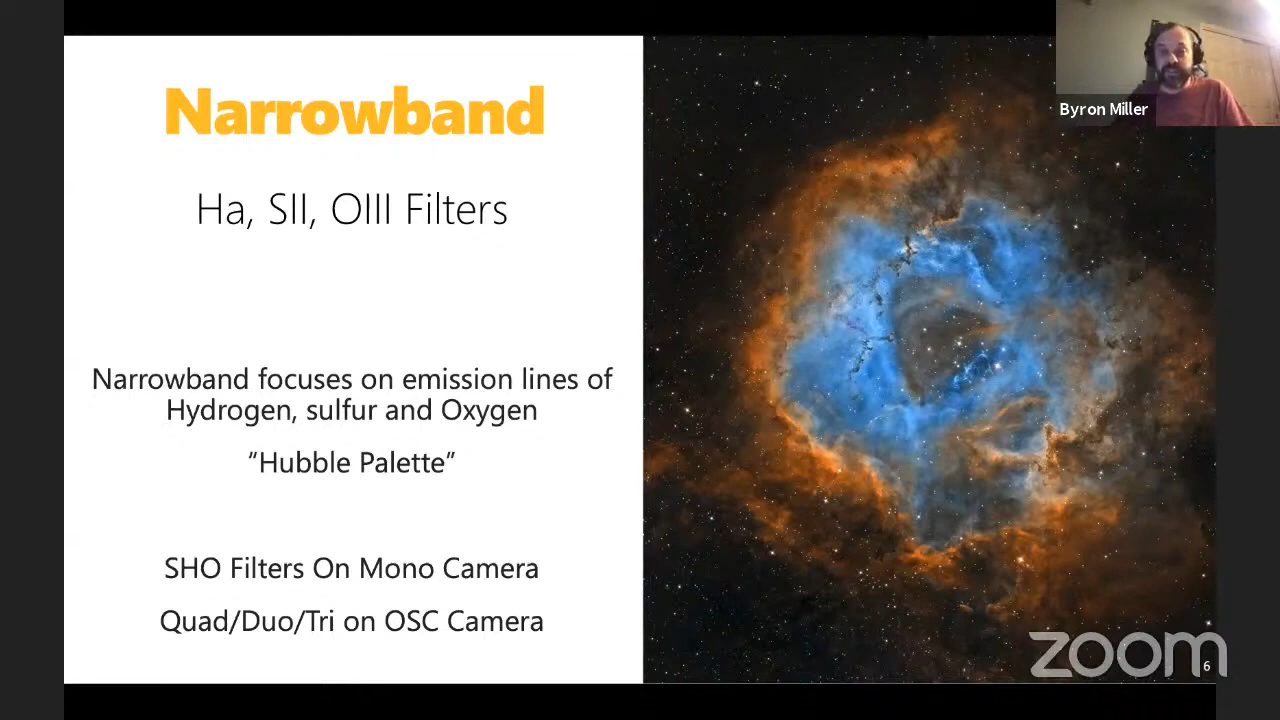 Narrowband
Ha, SII, OIII Filters
Narrowband focuses on emission lines of
Hydrogen, sulfur and Oxygen
“Hubble Palette”
SHO Filters On Mono Camera
Quad/Duo/Tri on OSC Camera
Byron Miller
zoom
6